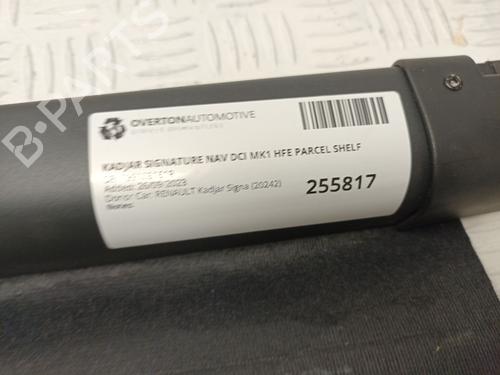 B-PARTS
OVERTONAUTOMOTIVE
KADJAR SIGNATURE NAV DCI MK1 HFE PARCEL SHELF
Added: 26/09/2023
Donor Car: RENAULT Kadjar Signa (20242)
Notes:
255817